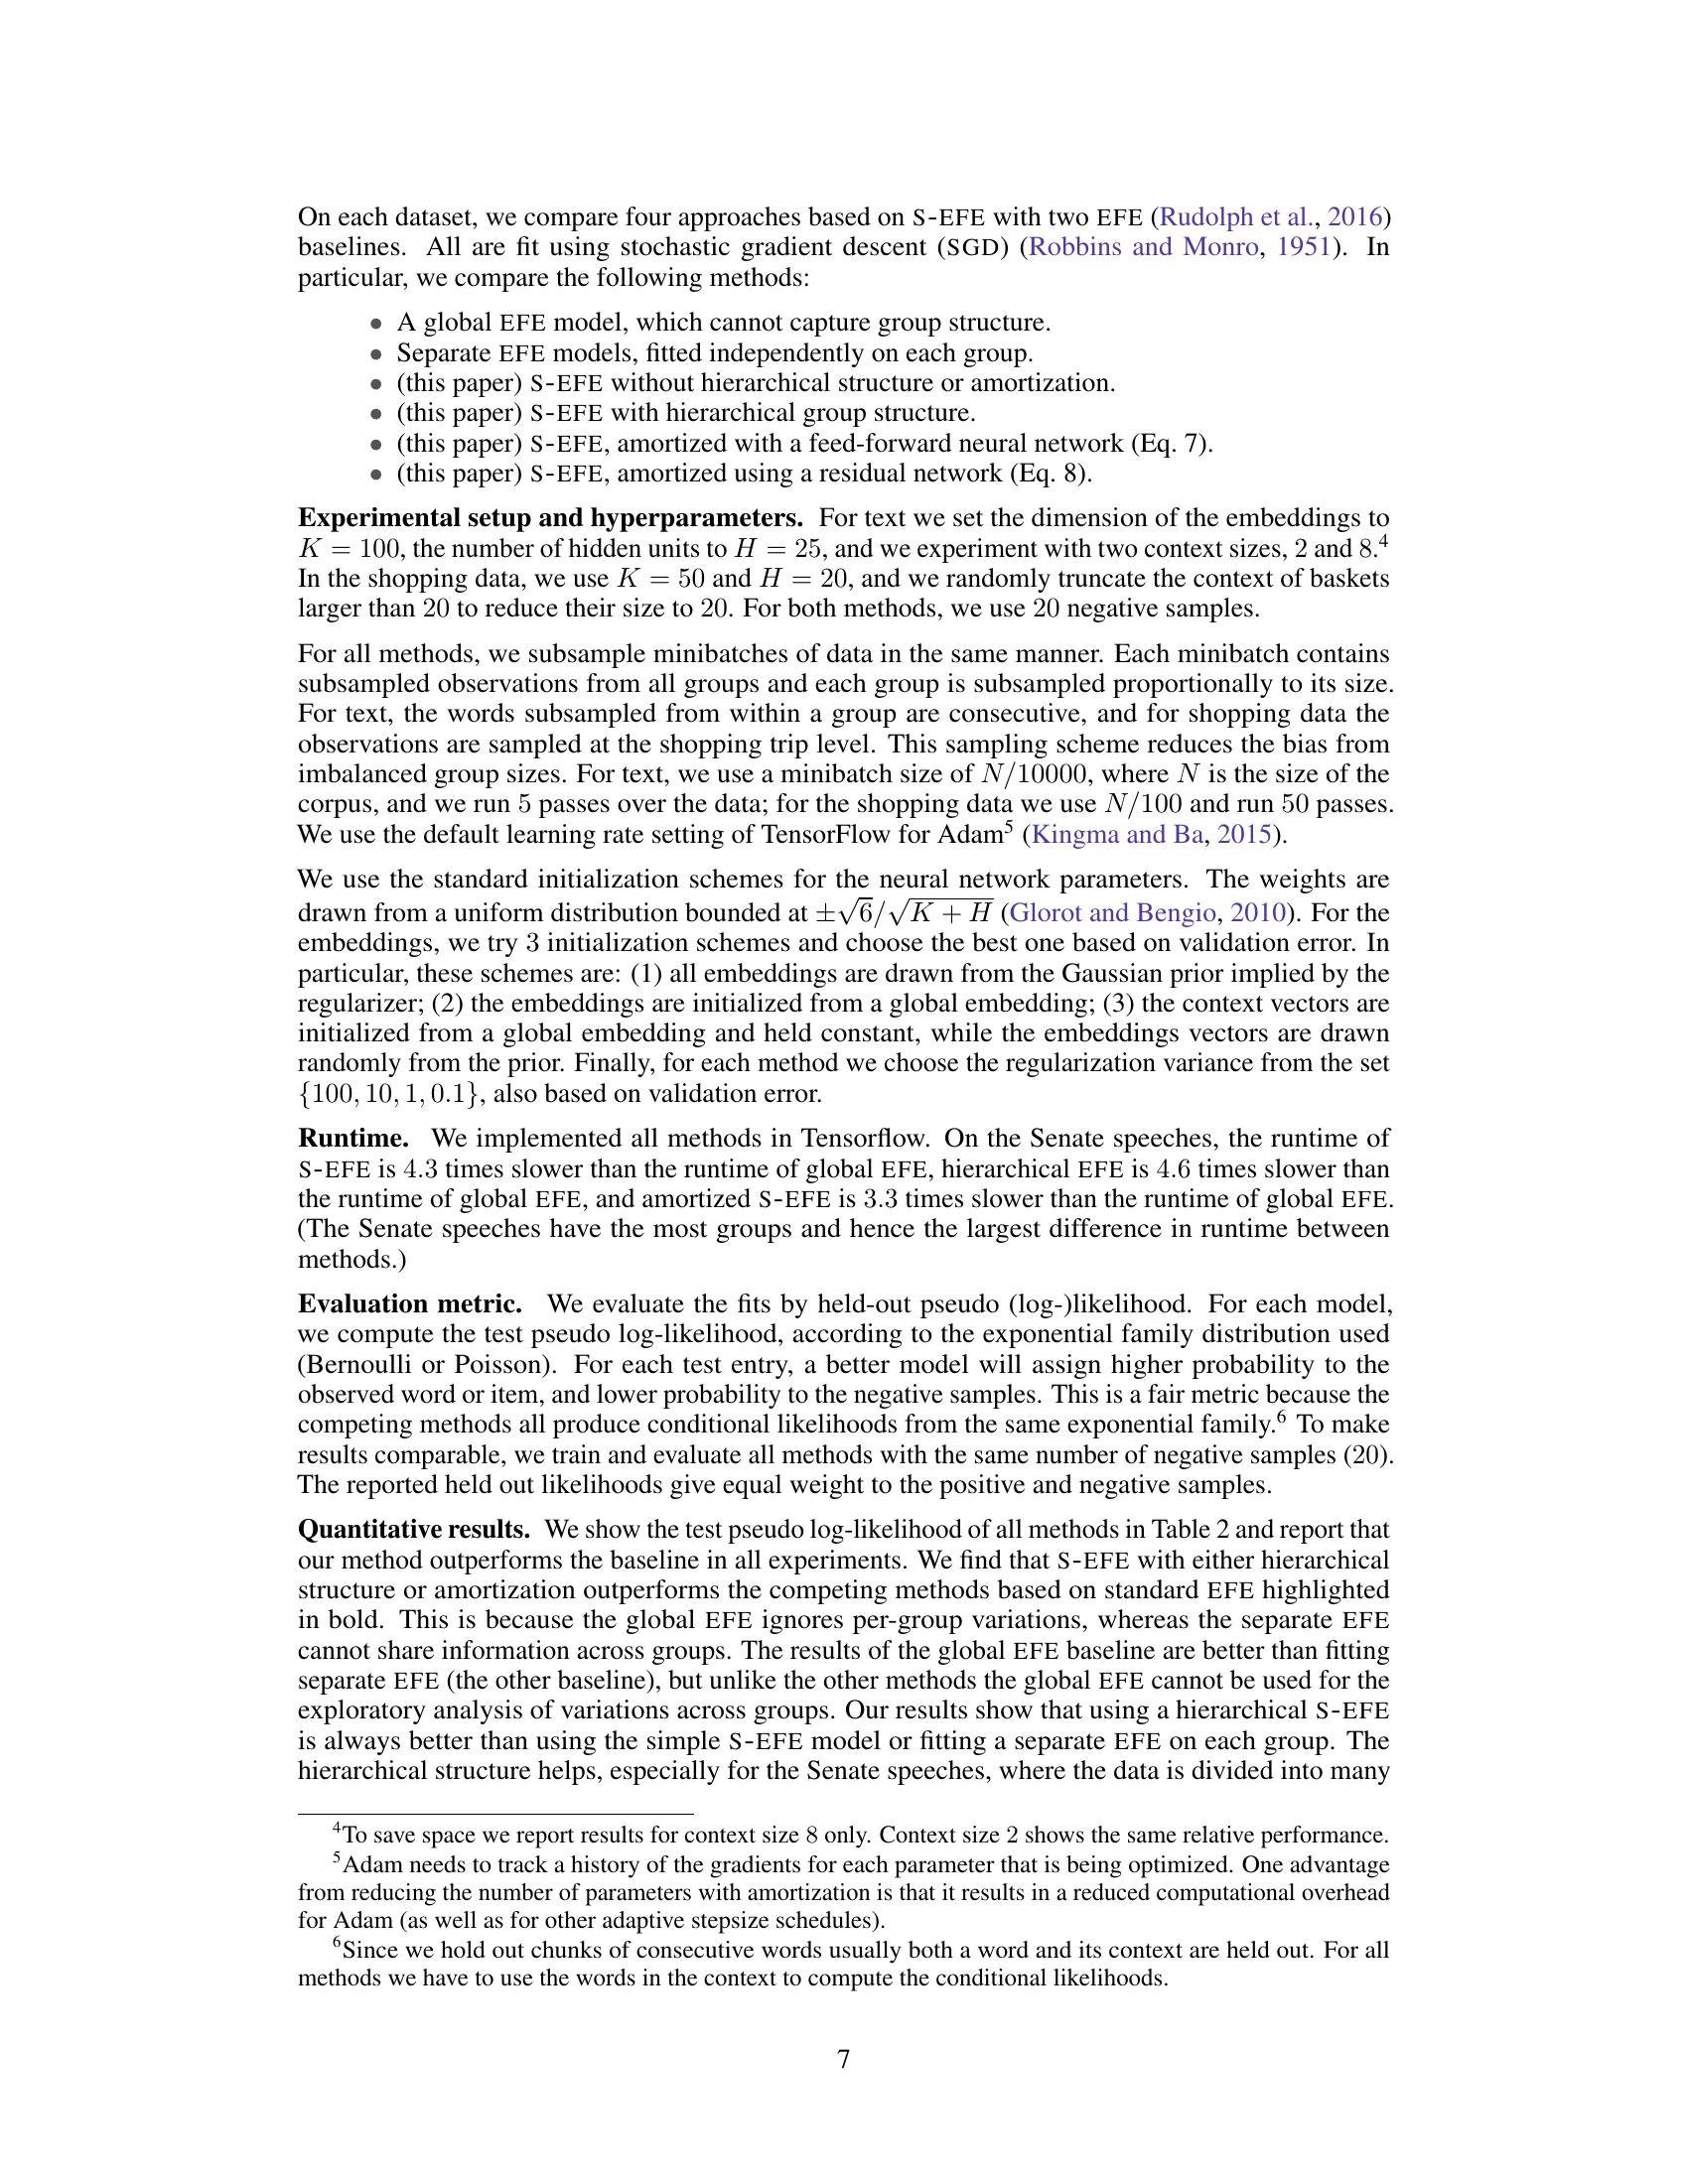 On each dataset, we compare four approaches based on S-EFE with two EFE (Rudolph et al., 2016)
baselines. All are fit using stochastic gradient descent (SGD) (Robbins and Monro, 1951). In
particular, we compare the following methods:
• A global EFE model, which cannot capture group structure.
• Separate EFE models, fitted independently on each group.
• (this paper) S-EFE without hierarchical structure or amortization.
• (this paper) S-EFE with hierarchical group structure.
• (this paper) S-EFE, amortized with a feed-forward neural network (Eq. 7).
• (this paper) S-EFE, amortized using a residual network (Eq. 8).
Experimental setup and hyperparameters. For text we set the dimension of the embeddings to
K = 100, the number of hidden units to H = 25, and we experiment with two context sizes, 2 and 8.⁴
In the shopping data, we use K = 50 and H = 20, and we randomly truncate the context of baskets
larger than 20 to reduce their size to 20. For both methods, we use 20 negative samples.
For all methods, we subsample minibatches of data in the same manner. Each minibatch contains
subsampled observations from all groups and each group is subsampled proportionally to its size.
For text, the words subsampled from within a group are consecutive, and for shopping data the
observations are sampled at the shopping trip level. This sampling scheme reduces the bias from
imbalanced group sizes. For text, we use a minibatch size of N/10000, where N is the size of the
corpus, and we run 5 passes over the data; for the shopping data we use N/100 and run 50 passes.
We use the default learning rate setting of TensorFlow for Adam⁵ (Kingma and Ba, 2015).
We use the standard initialization schemes for the neural network parameters. The weights are
drawn from a uniform distribution bounded at ±√6/√K + H (Glorot and Bengio, 2010). For the
embeddings, we try 3 initialization schemes and choose the best one based on validation error. In
particular, these schemes are: (1) all embeddings are drawn from the Gaussian prior implied by the
regularizer; (2) the embeddings are initialized from a global embedding; (3) the context vectors are
initialized from a global embedding and held constant, while the embeddings vectors are drawn
randomly from the prior. Finally, for each method we choose the regularization variance from the set
{100, 10, 1, 0.1}, also based on validation error.
Runtime. We implemented all methods in Tensorflow. On the Senate speeches, the runtime of
S-EFE is 4.3 times slower than the runtime of global EFE, hierarchical EFE is 4.6 times slower than
the runtime of global EFE, and amortized S-EFE is 3.3 times slower than the runtime of global EFE.
(The Senate speeches have the most groups and hence the largest difference in runtime between
methods.)
Evaluation metric. We evaluate the fits by held-out pseudo (log-)likelihood. For each model,
we compute the test pseudo log-likelihood, according to the exponential family distribution used
(Bernoulli or Poisson). For each test entry, a better model will assign higher probability to the
observed word or item, and lower probability to the negative samples. This is a fair metric because the
competing methods all produce conditional likelihoods from the same exponential family.⁶ To make
results comparable, we train and evaluate all methods with the same number of negative samples (20).
The reported held out likelihoods give equal weight to the positive and negative samples.
Quantitative results. We show the test pseudo log-likelihood of all methods in Table 2 and report that
our method outperforms the baseline in all experiments. We find that S-EFE with either hierarchical
structure or amortization outperforms the competing methods based on standard EFE highlighted
in bold. This is because the global EFE ignores per-group variations, whereas the separate EFE
cannot share information across groups. The results of the global EFE baseline are better than fitting
separate EFE (the other baseline), but unlike the other methods the global EFE cannot be used for the
exploratory analysis of variations across groups. Our results show that using a hierarchical S-EFE
is always better than using the simple S-EFE model or fitting a separate EFE on each group. The
hierarchical structure helps, especially for the Senate speeches, where the data is divided into many
⁴To save space we report results for context size 8 only. Context size 2 shows the same relative performance.
⁵Adam needs to track a history of the gradients for each parameter that is being optimized. One advantage
from reducing the number of parameters with amortization is that it results in a reduced computational overhead
for Adam (as well as for other adaptive stepsize schedules).
⁶Since we hold out chunks of consecutive words usually both a word and its context are held out. For all
methods we have to use the words in the context to compute the conditional likelihoods.
7